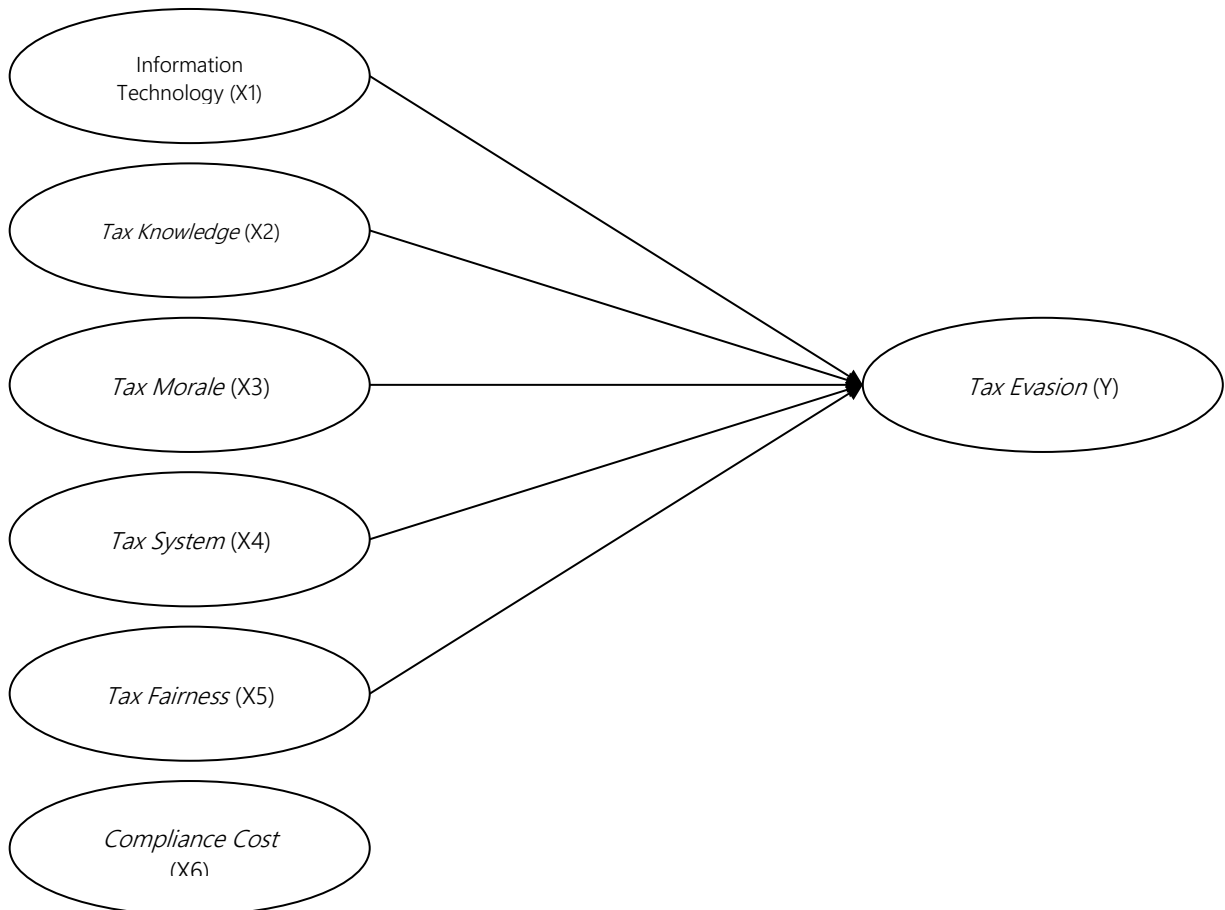 Information
Technology (X1)
Tax Knowledge (X2)
Tax Morale (X3)
Tax Evasion (Y)
Tax System (X4)
Tax Fairness (X5)
Compliance Cost
(X6)